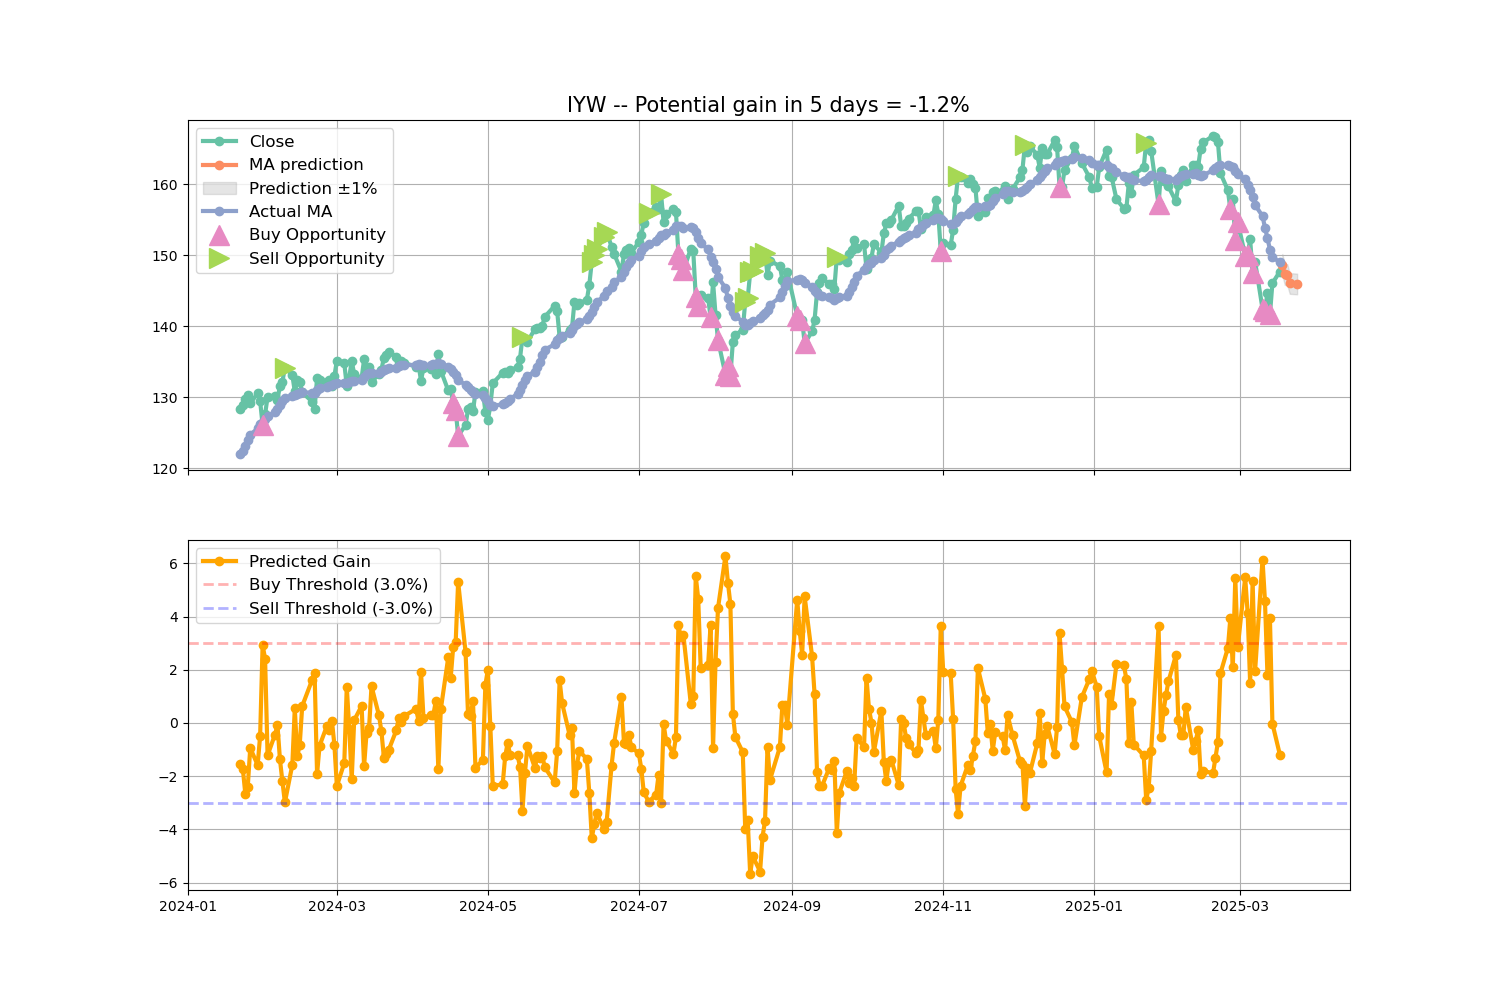 IYW -- Potential gain in 5 days = -1.2%
Close
MA prediction
Prediction ±1%
Actual MA
Buy Opportunity
Sell Opportunity
160
150
140
130
120
Predicted Gain
Buy Threshold (3.0%)
Sell Threshold (-3.0%)
6
4
2
0
−2
−4
−6
2024-01 2024-03 2024-05 2024-07 2024-09 2024-11 2025-01 2025-03